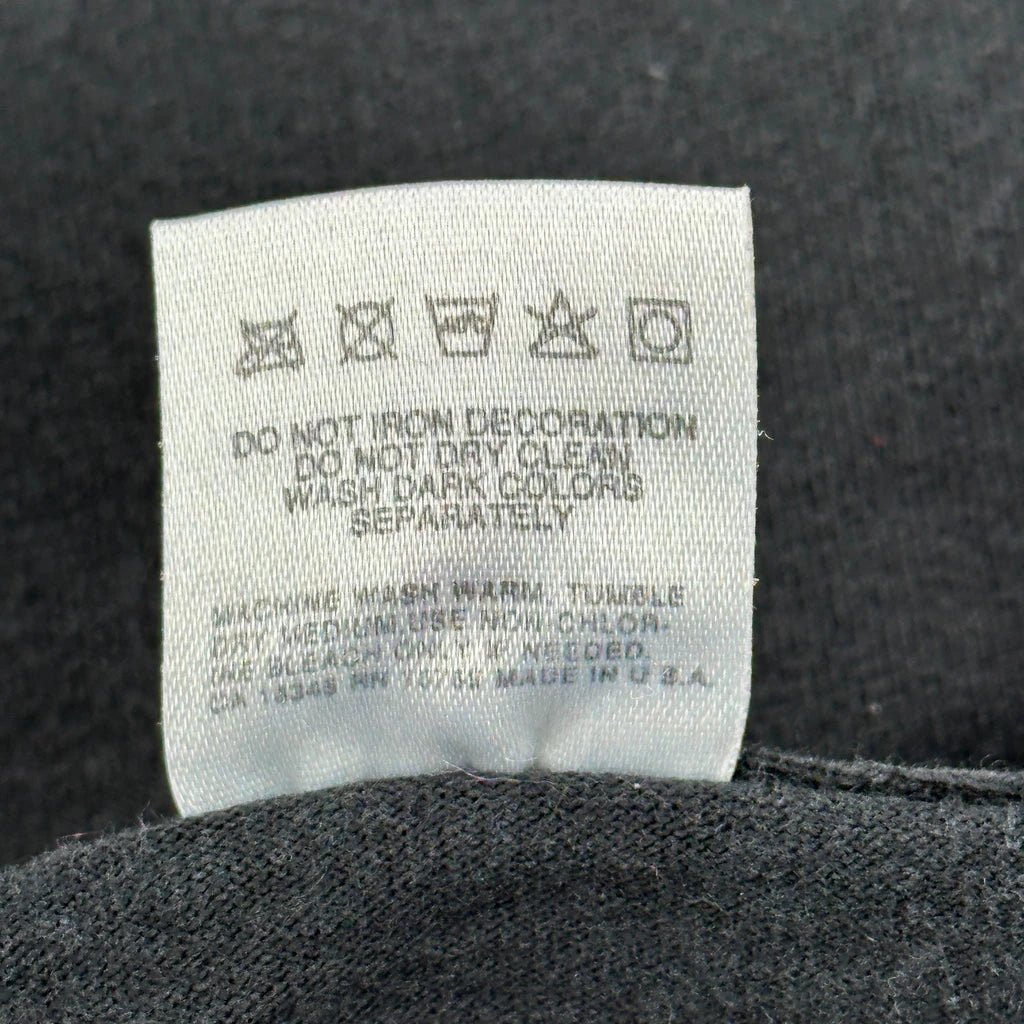 DO NOT IRON DECORATION
DO NOT DRY CLEAN
WASH DARK COLORS
SEPARATELY
MACHINE WASH WARM. TUMBLE
DRY MEDIUM. USE NON-CHLOR-
INE BLEACH ONLY IF NEEDED.
CA RN MADE IN U.S.A.